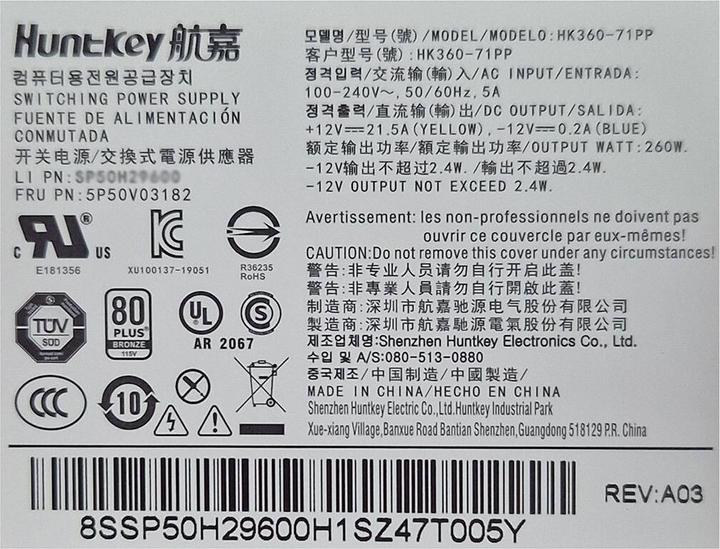 Huntkey 航嘉
컴퓨터용전원공급장치
SWITCHING POWER SUPPLY
FUENTE DE ALIMENTACIÓN
CONMUTADA
开关电源/交換式電源供應器
LI PN: SP50H29600
FRU PN: 5P50V03182
模型名/型号(號)/MODEL/MODELO:HK360-71PP
客户型号(號):HK360-71PP
정격입력/交流输(輸)入/AC INPUT/ENTRADA:
100-240V~, 50/60Hz, 5A
정격출력/直流输(輸)出/DC OUTPUT/SALIDA:
+12V⎓21.5A(YELLOW), -12V⎓0.2A(BLUE)
额定输出功率/額定輸出功率/OUTPUT WATT: 260W.
-12V输出不超过2.4W. /輸出不超過2.4W.
-12V OUTPUT NOT EXCEED 2.4W.
Avertissement: les non-professionnels ne doivent pas
ouvrir ce couvercle par eux-mêmes!
CAUTION:Do not remove this cover under any circumstances!
警告:非专业人员请勿自行开启此盖!
警告:非專業人員請勿自行開啟此蓋!
制造商:深圳市航嘉驰源电气股份有限公司
製造商:深圳市航嘉馳源電氣股份有限公司
제조업체명:Shenzhen Huntkey Electronics Co., Ltd.
수입 및 A/S:080-513-0880
중국제조/中国制造/中國製造/
MADE IN CHINA/HECHO EN CHINA
Shenzhen Huntkey Electric Co.,Ltd.Huntkey Industrial Park
Xue-xiang Village,Banxue Road Bantian Shenzhen,Guangdong 518129 P.R. China
c RU ® US
E181356
KC
XU100137-19051
R36235
RoHS
TÜV
SÜD
80
PLUS
BRONZE
115V
UL
AR 2067
S
CCC
10
8SSP50H29600H1SZ47T005Y
REV:A03